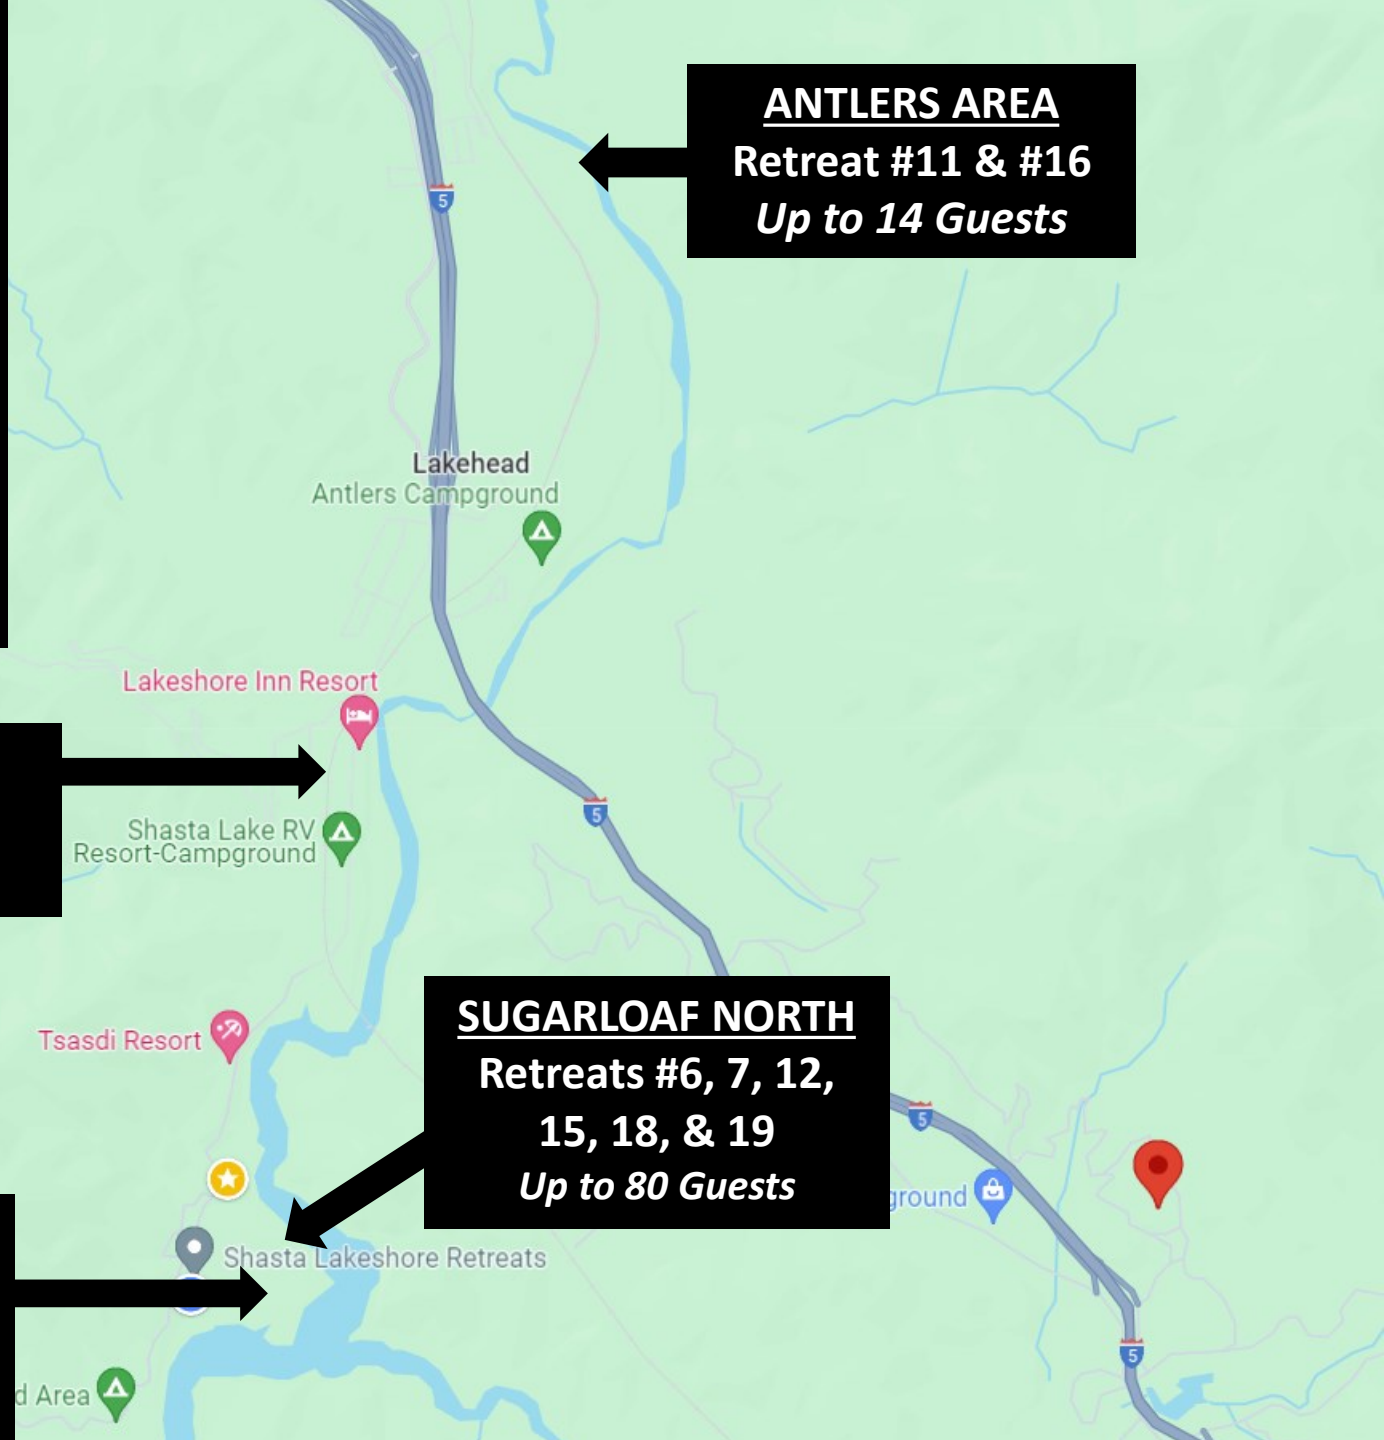 ANTLERS AREA
Retreat #11 & #16
Up to 14 Guests
5
Lakehead
Antlers Campground
Lakeshore Inn Resort
5
Shasta Lake RV
Resort-Campground
SUGARLOAF NORTH
Retreats #6, 7, 12,
15, 18, & 19
Up to 80 Guests
Tsasdi Resort
5
ground
Shasta Lakeshore Retreats
5
d Area